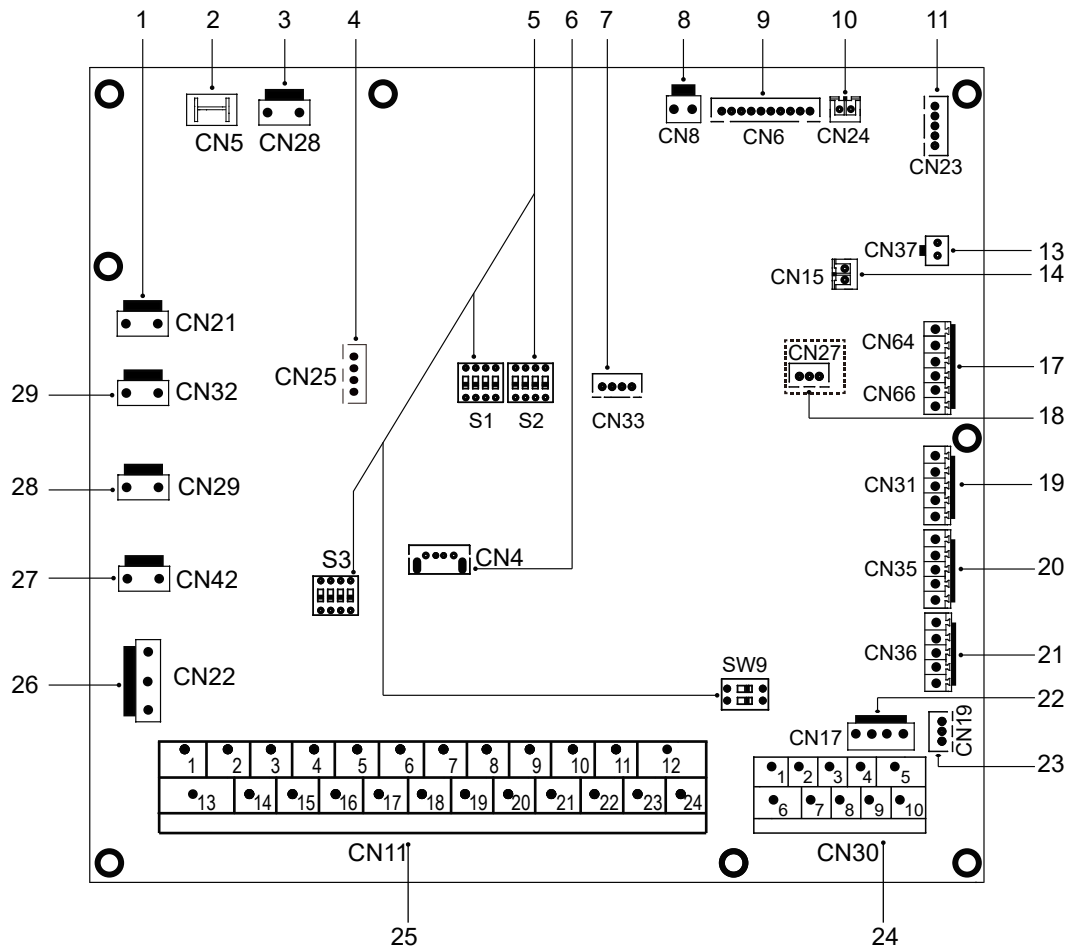 1 2 3 4 5 6 7 8 9 10 11
CN5 CN28 CN8 CN6 CN24 CN23
CN37 13
CN15 14
CN21
CN25
CN64 17
CN27
29 CN32 CN66
S1 S2 CN33 18
28 CN29 CN31 19
S3 CN4
27 CN42 CN35 20
26 CN22 CN36 21
SW9
22
CN17 CN19
23
1 2 3 4 5 6 7 8 9 10 11 12
13 14 15 16 17 18 19 20 21 22 23 24
1 2 3 4 5
6 7 8 9 10
CN11 CN30
25 24